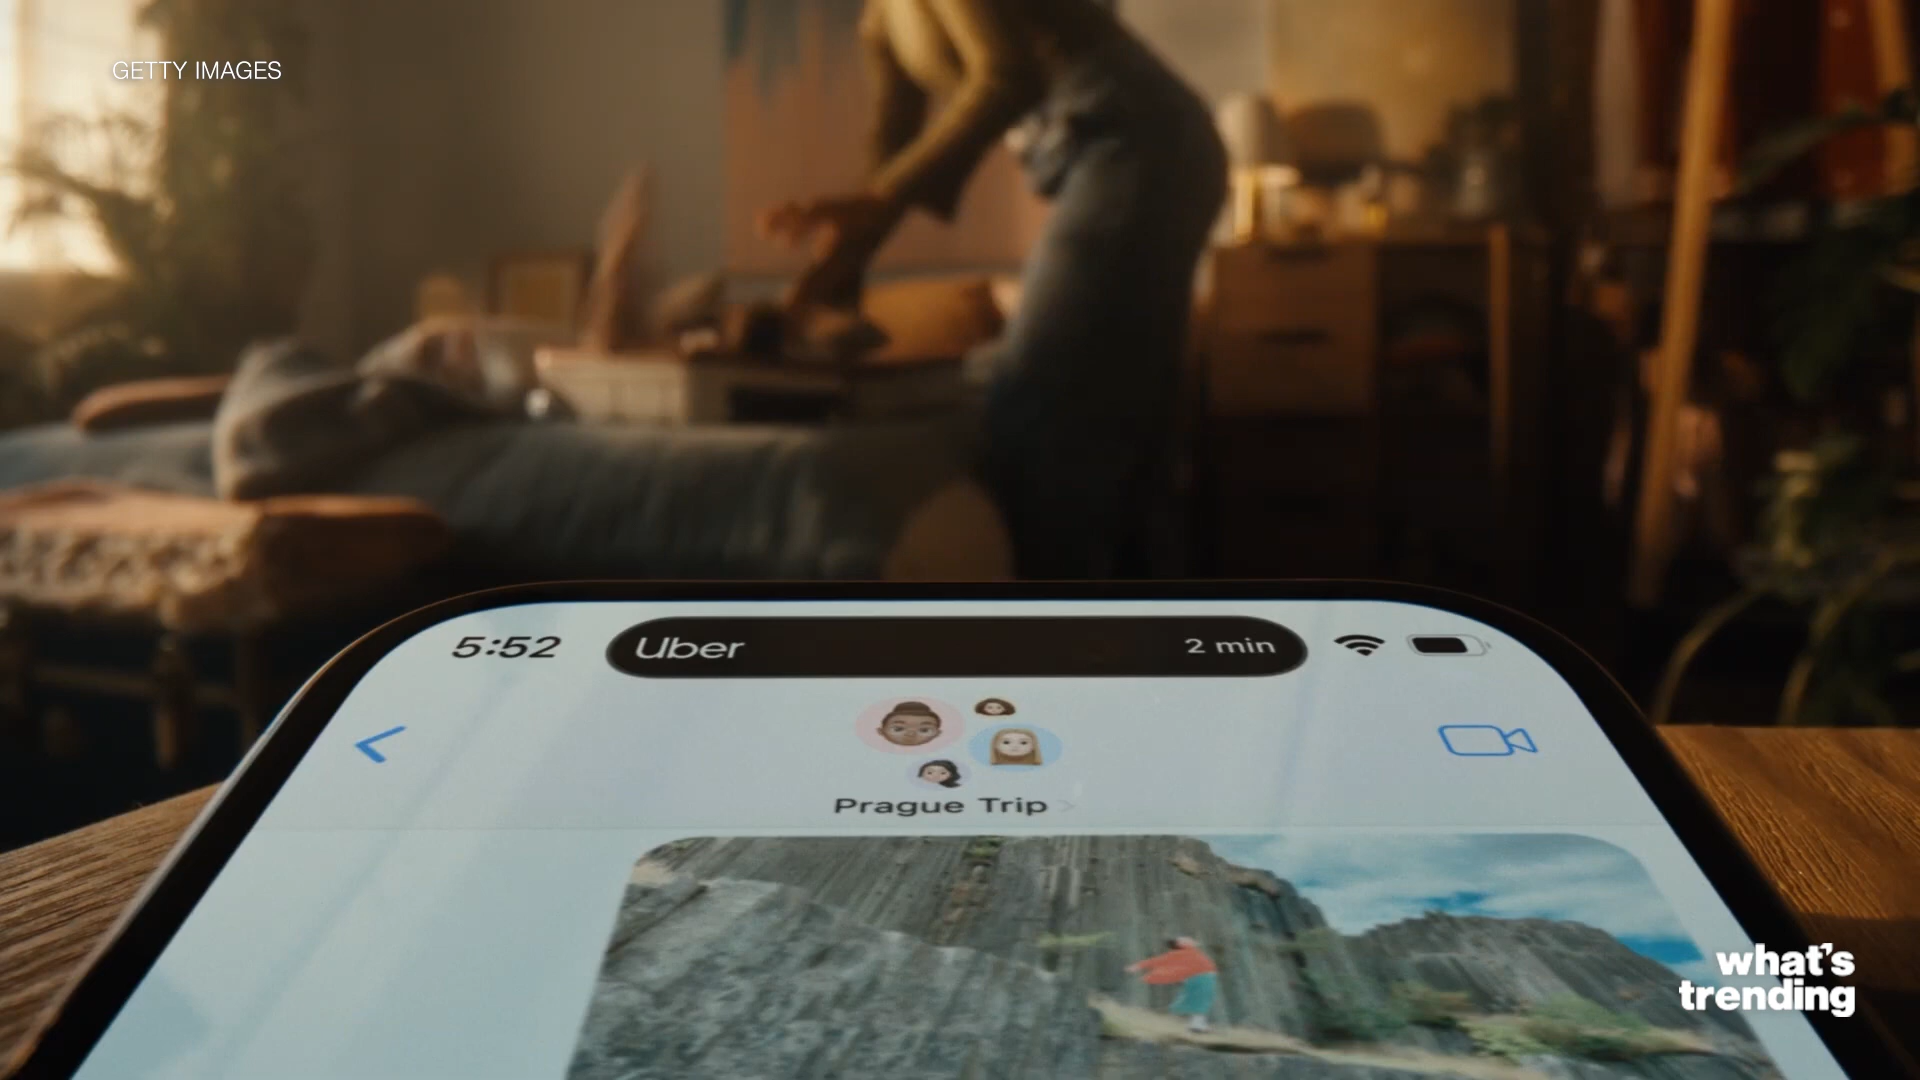 GETTY IMAGES
5:52
Uber
2 min
Prague Trip
what's
trending